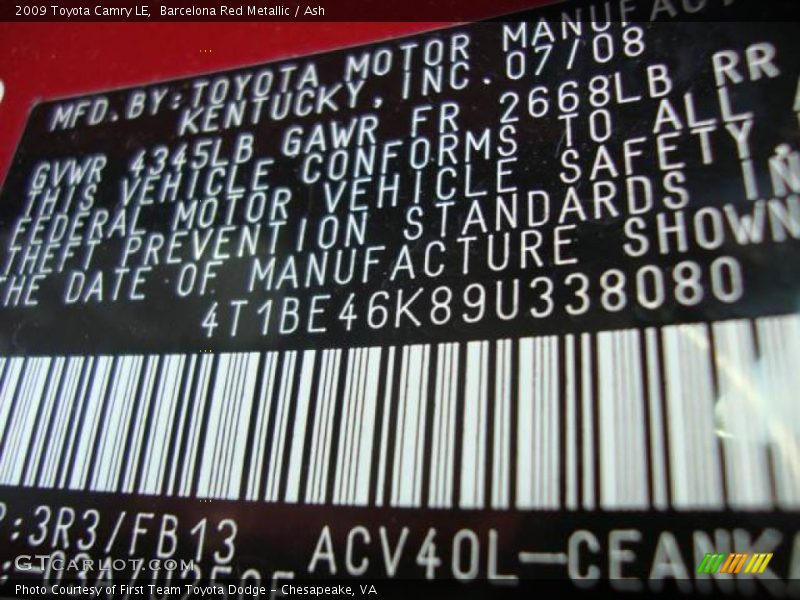 2009 Toyota Camry LE,  Barcelona Red Metallic / Ash
MFD.BY:TOYOTA MOTOR MANUFACT
KENTUCKY, INC. 07/08
GVWR 4345LB GAWR FR 2668LB RR
THIS VEHICLE CONFORMS TO ALL
FEDERAL MOTOR VEHICLE SAFETY,
THEFT PREVENTION STANDARDS IN
THE DATE OF MANUFACTURE SHOWN
4T1BE46K89U338080
P:3R3/FB13 ACV40L-CEANK
GTCARLOT.COM
Photo Courtesy of First Team Toyota Dodge - Chesapeake, VA